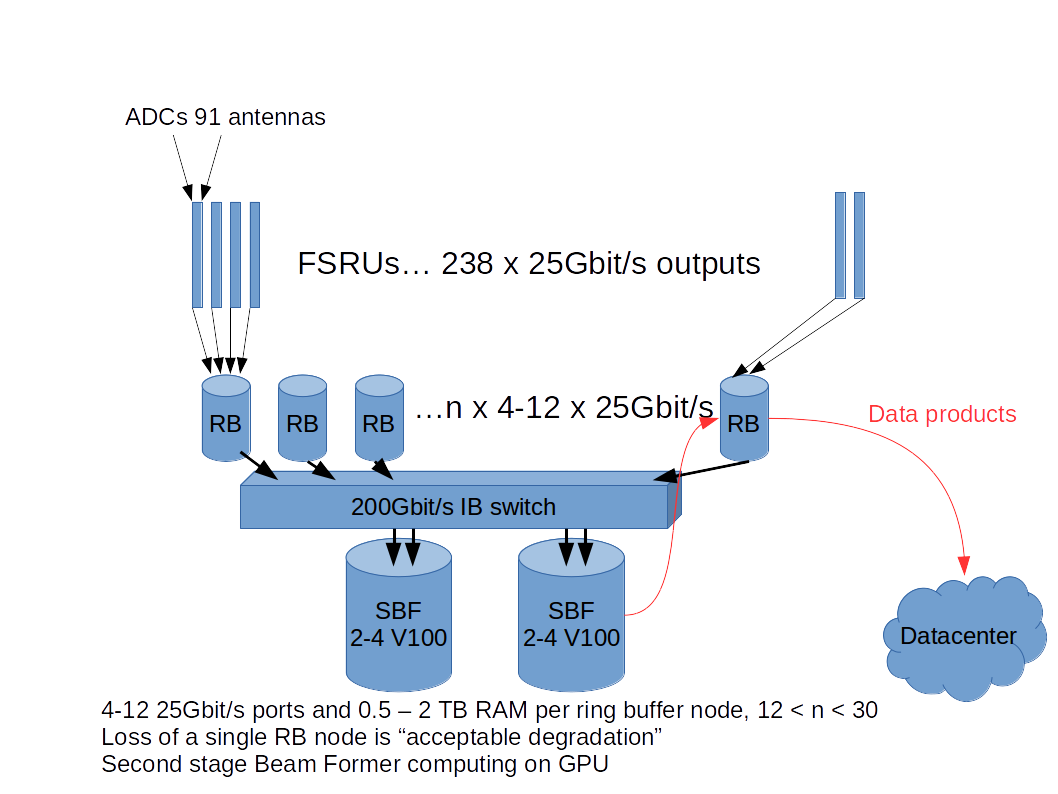 ADCs 91 antennas
FSRUs… 238 x 25Gbit/s outputs
RB
RB
RB
…n x 4-12 x 25Gbit/s
RB
Data products
200Gbit/s IB switch
SBF
2-4 V100
SBF
2-4 V100
Datacenter
4-12 25Gbit/s ports and 0.5 – 2 TB RAM per ring buffer node, 12 < n < 30
Loss of a single RB node is “acceptable degradation”
Second stage Beam Former computing on GPU